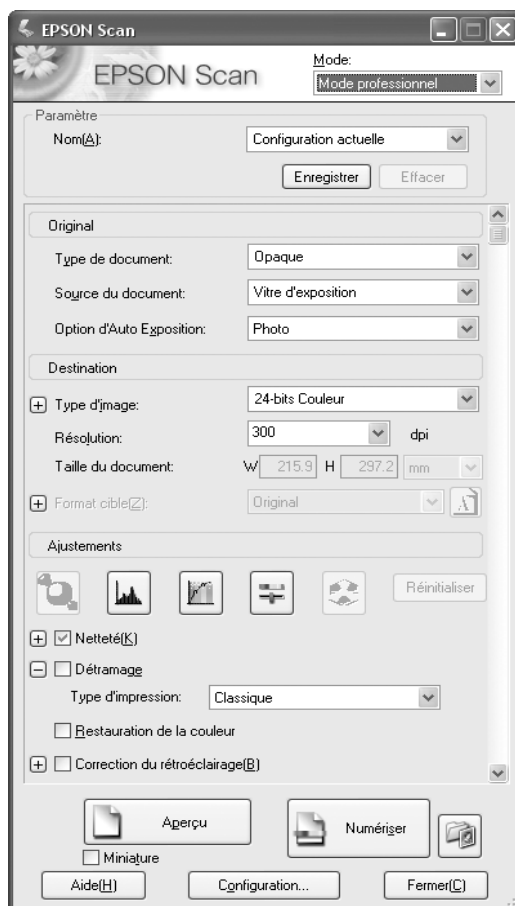 EPSON Scan
EPSON Scan
Mode:
Mode professionnel
Paramètre
Nom(A):
Configuration actuelle
Enregistrer
Effacer
Original
Type de document:
Opaque
Source du document:
Vitre d'exposition
Option d'Auto Exposition:
Photo
Destination
Type d'image:
24-bits Couleur
Résolution:
300
dpi
Taille du document:
W 215.9 H 297.2 mm
Format cible(Z):
Original
Ajustements
Réinitialiser
Netteté(K)
Détramage
Type d'impression:
Classique
Restauration de la couleur
Correction du rétroéclairage(B)
Aperçu
Numériser
Miniature
Aide(H)
Configuration...
Fermer(C)